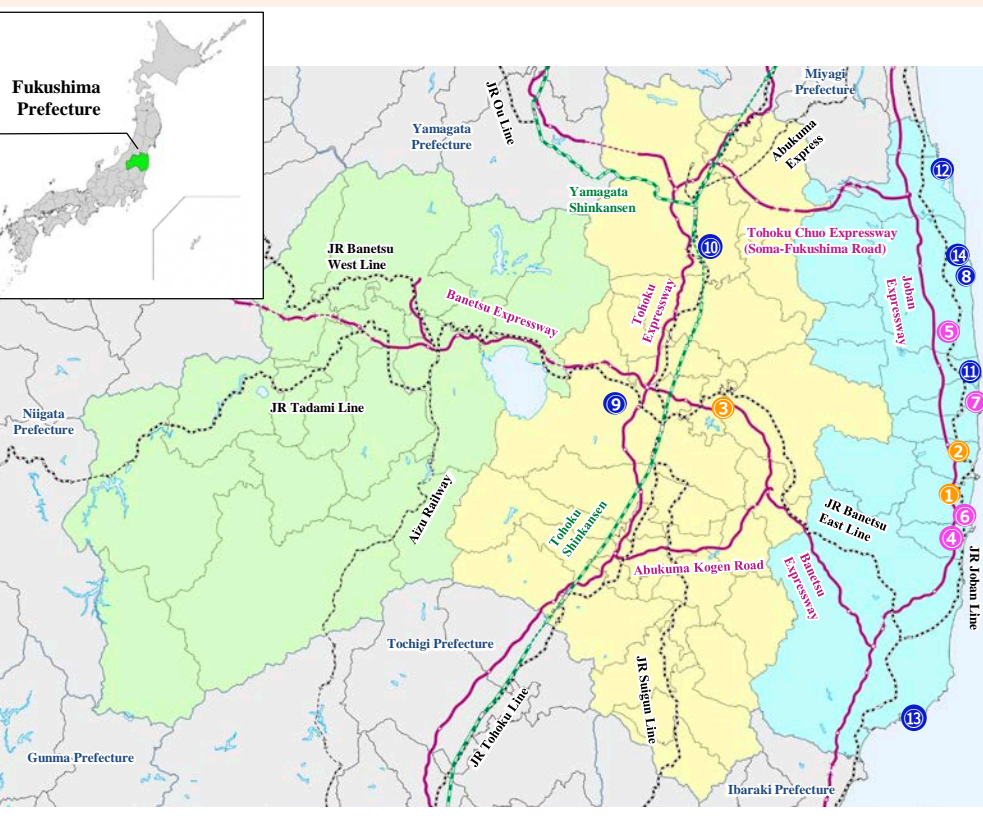 Fukushima
Prefecture
JR Ou Line
Miyagi
Prefecture
Yamagata
Prefecture
Abukuma
Express
⑫
Yamagata
Shinkansen
Tohoku Chuo Expressway
(Soma-Fukushima Road)
⑩
JR Banetsu
West Line
⑭
⑧
Joban
Expressway
Banetsu Expressway
Tohoku
Expressway
⑤
⑪
JR Tadami Line
⑨
③
⑦
Niigata
Prefecture
②
①
Aizu Railway
JR Banetsu
East Line
⑥
Tohoku
Shinkansen
④
Abukuma Kogen Road
Banetsu
Expressway
JR Joban Line
Tochigi Prefecture
JR Suigun Line
JR Tohoku Line
⑬
Gunma Prefecture
Ibaraki Prefecture